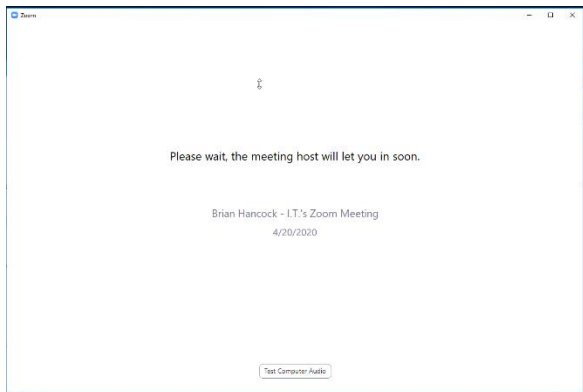 Zoom
Please wait, the meeting host will let you in soon.
Brian Hancock - I.T.'s Zoom Meeting
4/20/2020
Test Computer Audio